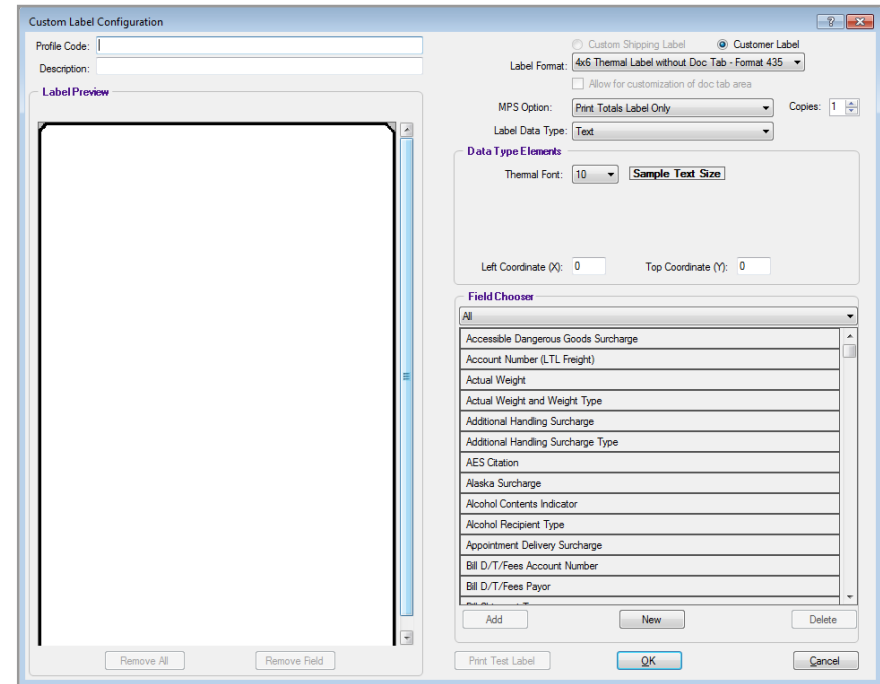 Custom Label Configuration
Profile Code:
Description:
Custom Shipping Label Customer Label
Label Format: 4x6 Thermal Label without Doc Tab - Fomat 435
Allow for customization of doc tab area
MPS Option: Print Totals Label Only Copies: 1
Label Data Type: Text
Label Preview
Data Type Elements
Thermal Font: 10 Sample Text Size
Left Coordinate (X): 0 Top Coordinate (Y): 0
Field Chooser
All
Accessible Dangerous Goods Surcharge
Account Number (LTL Freight)
Actual Weight
Actual Weight and Weight Type
Additional Handling Surcharge
Additional Handling Surcharge Type
AES Citation
Alaska Surcharge
Alcohol Contents Indicator
Alcohol Recipient Type
Appointment Delivery Surcharge
Bill D/T/Fees Account Number
Bill D/T/Fees Payor
Add New Delete
Remove All Remove Field
Print Test Label OK Cancel